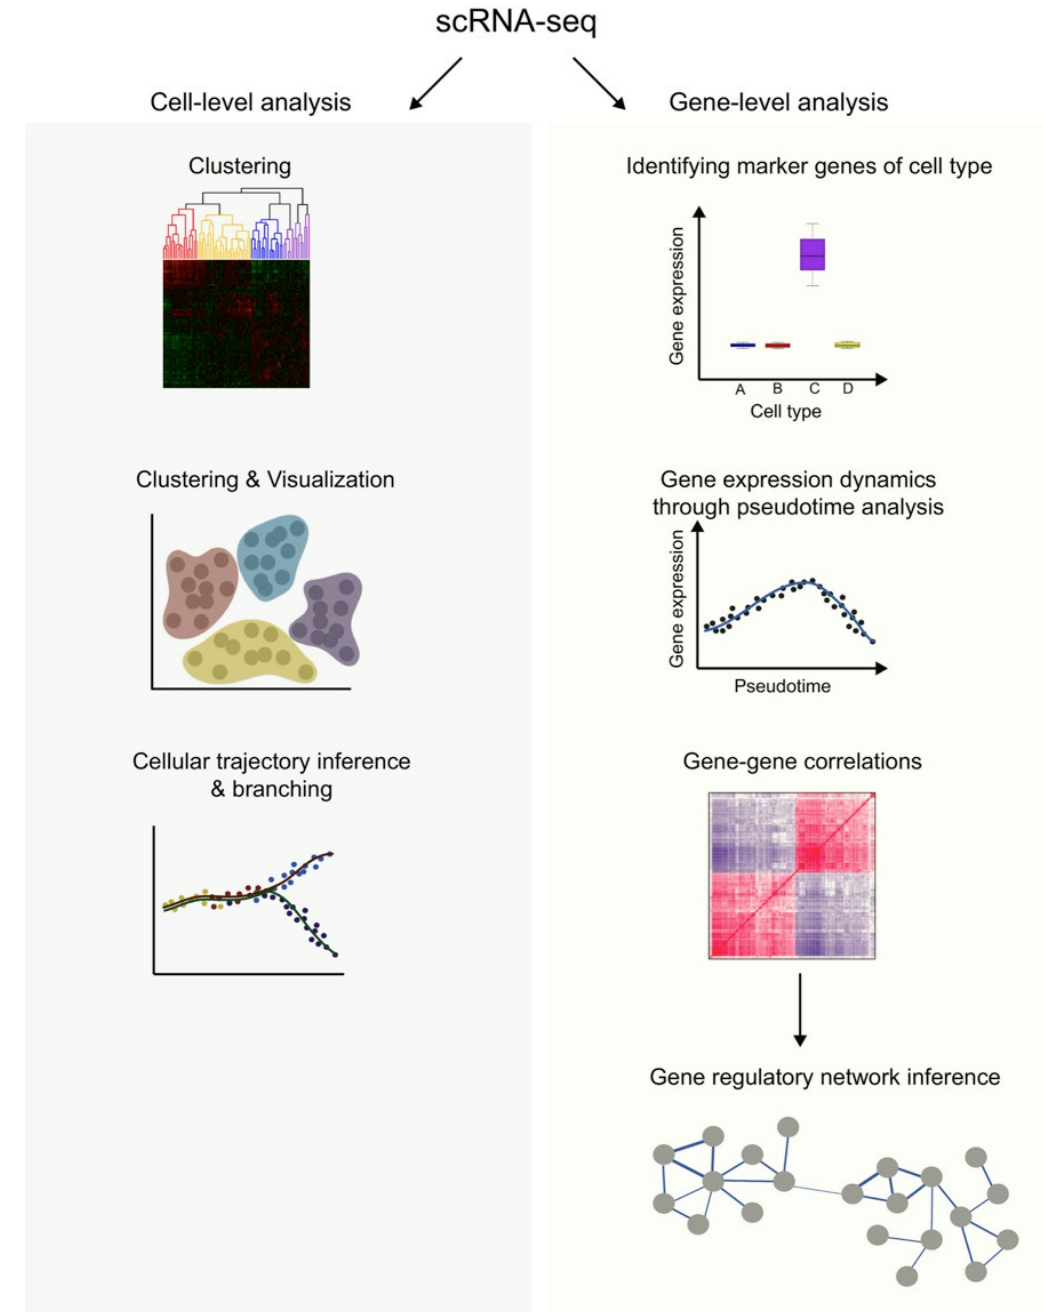 scRNA-seq
Cell-level analysis
Clustering
Clustering & Visualization
Cellular trajectory inference
& branching
Gene-level analysis
Identifying marker genes of cell type
Gene expression
A B C D
Cell type
Gene expression dynamics
through pseudotime analysis
Gene expression
Pseudotime
Gene-gene correlations
Gene regulatory network inference